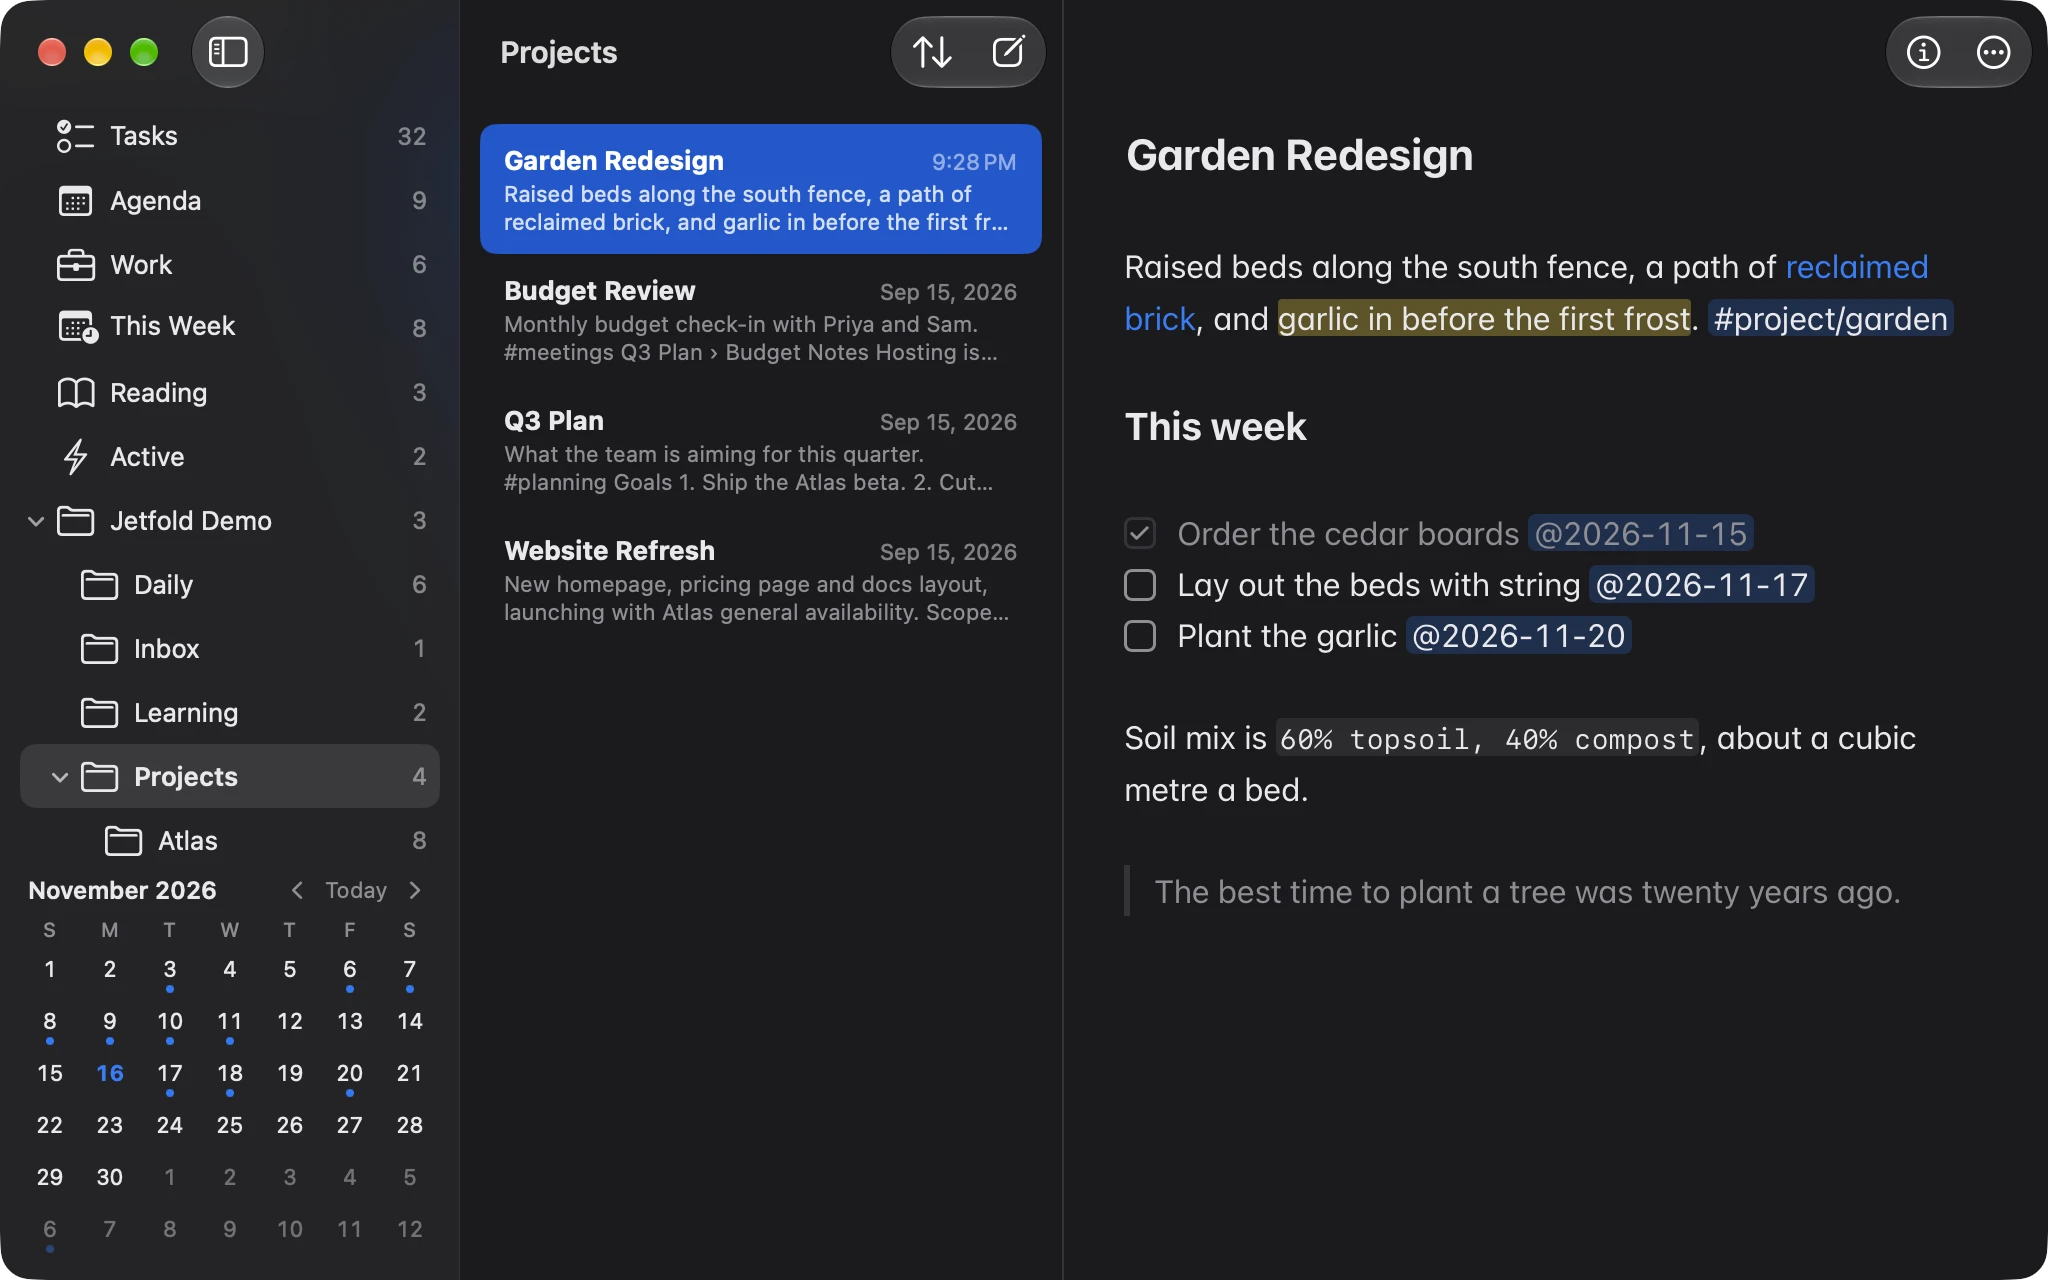 Tasks 32
Agenda 9
Work 6
This Week 8
Reading 3
Active 2
Jetfold Demo 3
Daily 6
Inbox 1
Learning 2
Projects 4
Atlas 8
November 2026 Today
S M T W T F S
1 2 3 4 5 6 7
8 9 10 11 12 13 14
15 16 17 18 19 20 21
22 23 24 25 26 27 28
29 30 1 2 3 4 5
6 7 8 9 10 11 12
Projects
Garden Redesign 9:28 PM
Raised beds along the south fence, a path of
reclaimed brick, and garlic in before the first fr...
Budget Review Sep 15, 2026
Monthly budget check-in with Priya and Sam.
#meetings Q3 Plan › Budget Notes Hosting is...
Q3 Plan Sep 15, 2026
What the team is aiming for this quarter.
#planning Goals 1. Ship the Atlas beta. 2. Cut...
Website Refresh Sep 15, 2026
New homepage, pricing page and docs layout,
launching with Atlas general availability. Scope...
Garden Redesign
Raised beds along the south fence, a path of reclaimed
brick, and garlic in before the first frost. #project/garden
This week
Order the cedar boards @2026-11-15
Lay out the beds with string @2026-11-17
Plant the garlic @2026-11-20
Soil mix is 60% topsoil, 40% compost, about a cubic
metre a bed.
The best time to plant a tree was twenty years ago.